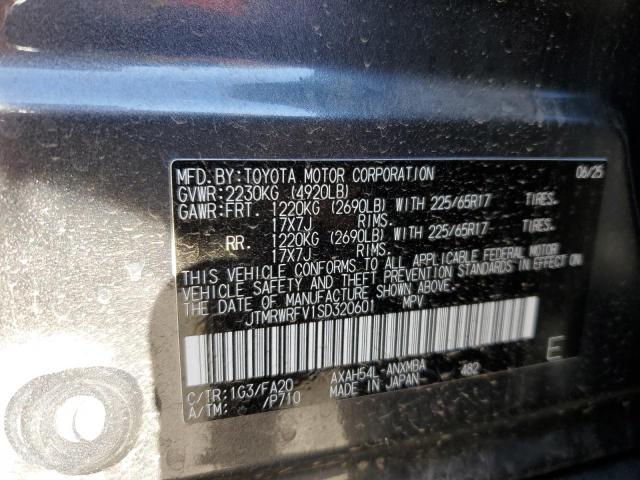 MFD.BY:TOYOTA MOTOR CORPORATION 06/25
GVWR:2230KG (4920LB)
GAWR:FRT. 1220KG (2690LB) WITH 225/65R17 TIRES.
17X7J RIMS.
RR. 1220KG (2690LB) WITH 225/65R17 TIRES.
17X7J RIMS.
THIS VEHICLE CONFORMS TO ALL APPLICABLE FEDERAL MOTOR
VEHICLE SAFETY AND THEFT PREVENTION STANDARDS IN EFFECT ON
THE DATE OF MANUFACTURE SHOWN ABOVE.
JTMRWRFV1SD320601 MPV
C/TR:1G3/FA20 AXAH54L-ANXMBA 482 E
A/TM: /P710 MADE IN JAPAN